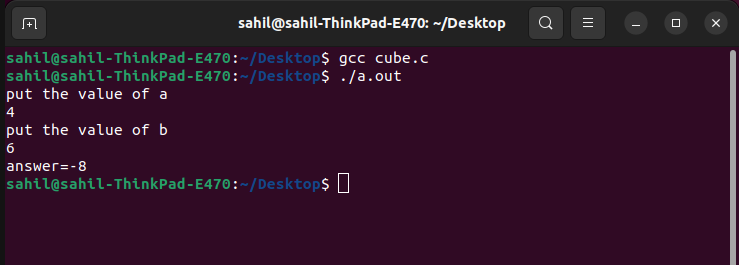 sahil@sahil-ThinkPad-E470: ~/Desktop
sahil@sahil-ThinkPad-E470:~/Desktop$ gcc cube.c
sahil@sahil-ThinkPad-E470:~/Desktop$ ./a.out
put the value of a
4
put the value of b
6
answer=-8
sahil@sahil-ThinkPad-E470:~/Desktop$